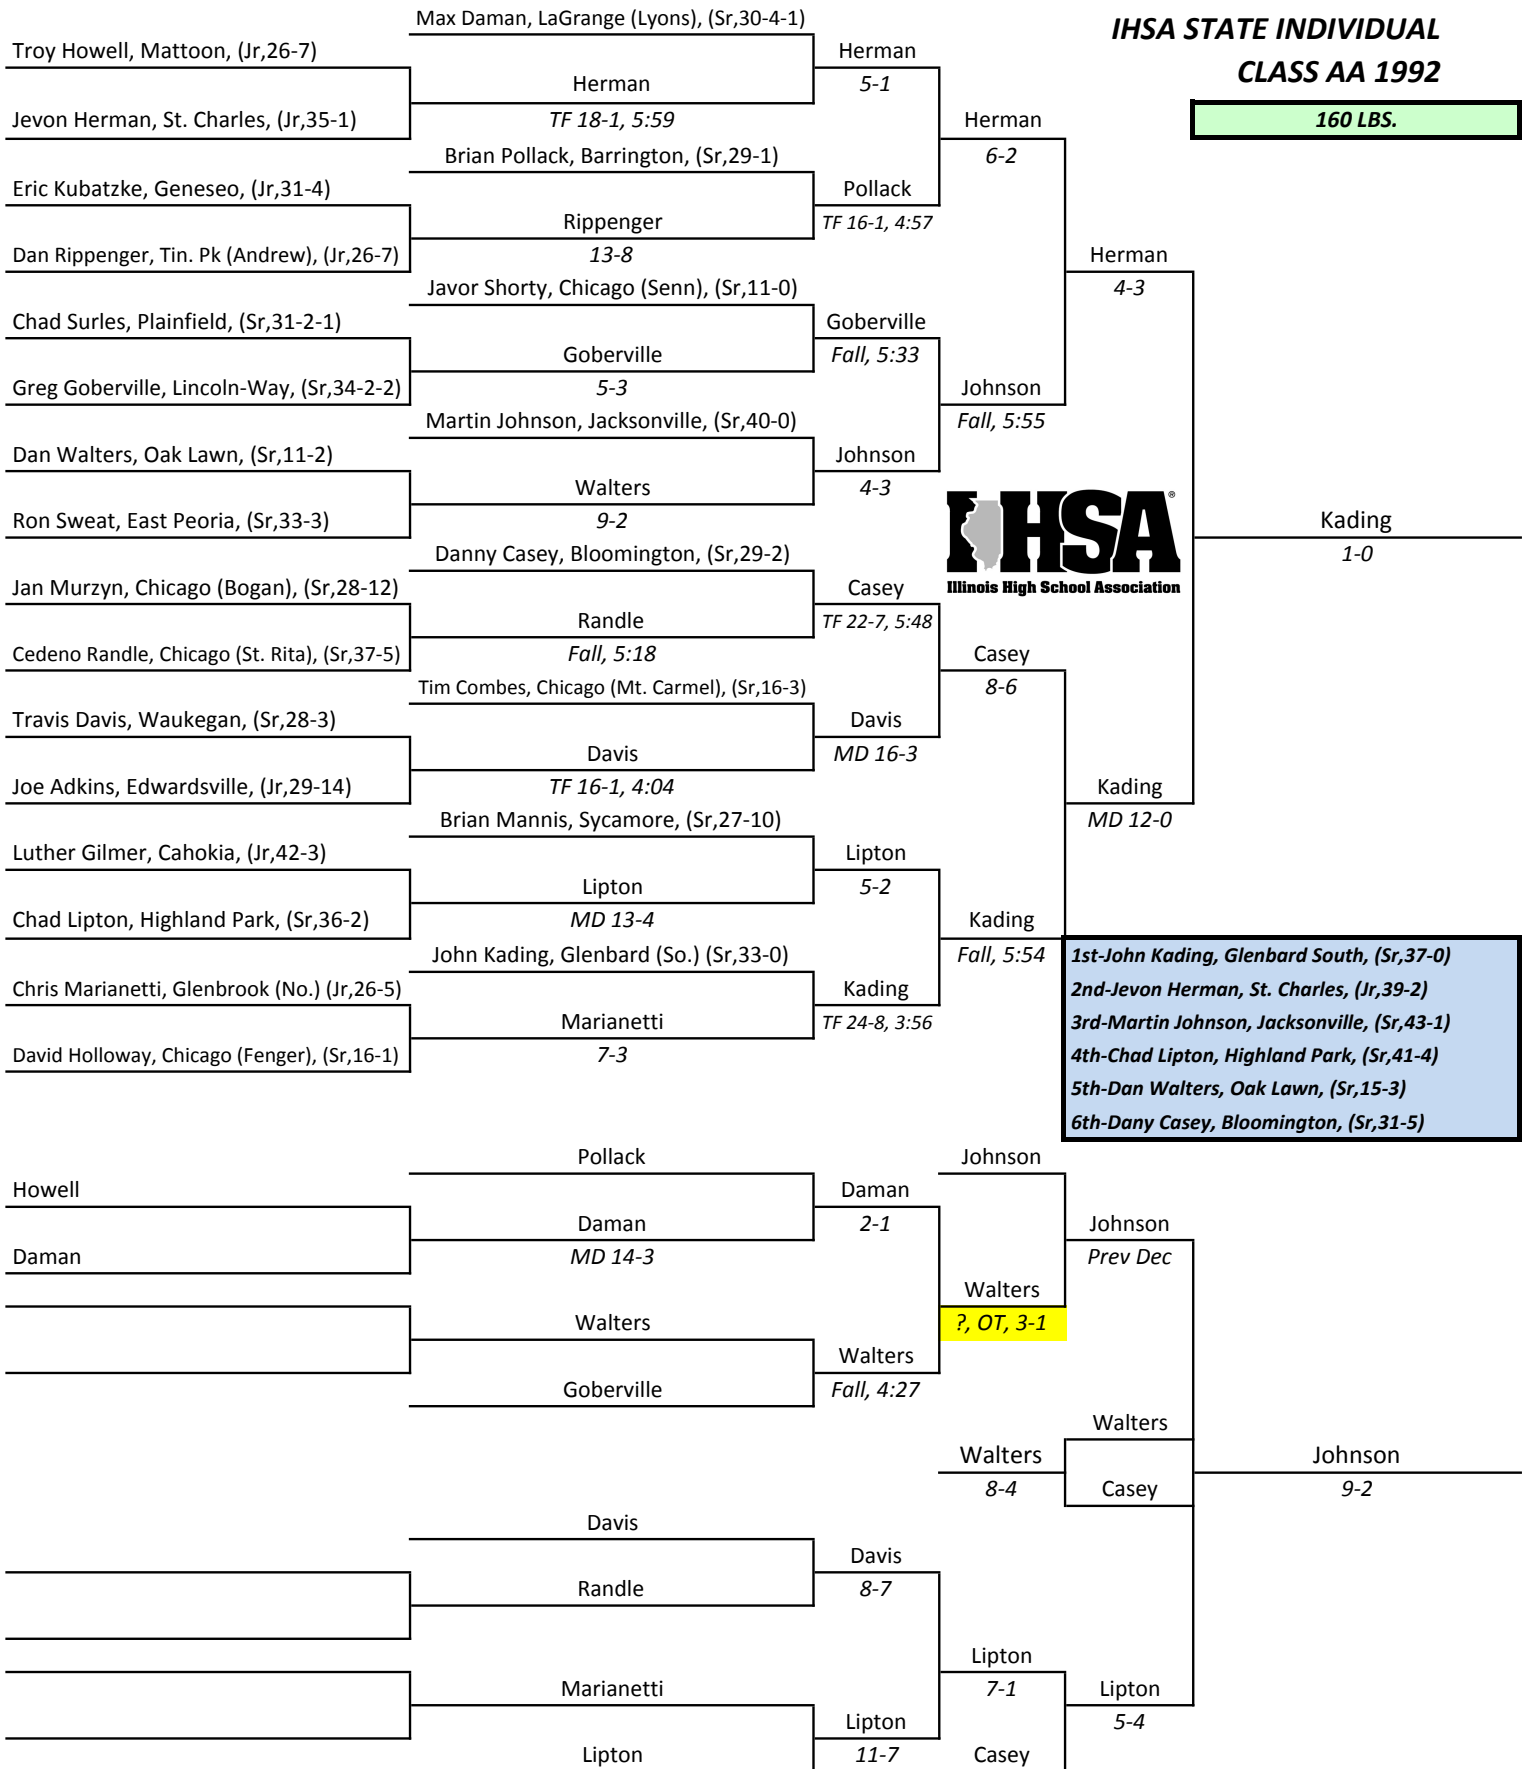 Max Daman, LaGrange (Lyons), (Sr,30-4-1)
IHSA STATE INDIVIDUAL
CLASS AA 1992
160 LBS.
Troy Howell, Mattoon, (Jr,26-7)
Herman
Herman
5-1
Jevon Herman, St. Charles, (Jr,35-1)
TF 18-1, 5:59
Herman
6-2
Brian Pollack, Barrington, (Sr,29-1)
Eric Kubatzke, Geneseo, (Jr,31-4)
Pollack
Rippenger
TF 16-1, 4:57
Dan Rippenger, Tin. Pk (Andrew), (Jr,26-7)
13-8
Herman
4-3
Javor Shorty, Chicago (Senn), (Sr,11-0)
Chad Surles, Plainfield, (Sr,31-2-1)
Goberville
Goberville
Fall, 5:33
Greg Goberville, Lincoln-Way, (Sr,34-2-2)
5-3
Johnson
Fall, 5:55
Martin Johnson, Jacksonville, (Sr,40-0)
Dan Walters, Oak Lawn, (Sr,11-2)
Johnson
Walters
4-3
Ron Sweat, East Peoria, (Sr,33-3)
9-2
IHSA®
Illinois High School Association
Kading
1-0
Danny Casey, Bloomington, (Sr,29-2)
Jan Murzyn, Chicago (Bogan), (Sr,28-12)
Casey
Randle
TF 22-7, 5:48
Cedeno Randle, Chicago (St. Rita), (Sr,37-5)
Fall, 5:18
Casey
8-6
Tim Combes, Chicago (Mt. Carmel), (Sr,16-3)
Travis Davis, Waukegan, (Sr,28-3)
Davis
Davis
MD 16-3
Joe Adkins, Edwardsville, (Jr,29-14)
TF 16-1, 4:04
Kading
MD 12-0
Brian Mannis, Sycamore, (Sr,27-10)
Luther Gilmer, Cahokia, (Jr,42-3)
Lipton
Lipton
5-2
Chad Lipton, Highland Park, (Sr,36-2)
MD 13-4
Kading
Fall, 5:54
John Kading, Glenbard (So.) (Sr,33-0)
Chris Marianetti, Glenbrook (No.) (Jr,26-5)
Kading
Marianetti
TF 24-8, 3:56
David Holloway, Chicago (Fenger), (Sr,16-1)
7-3
1st-John Kading, Glenbard South, (Sr,37-0)
2nd-Jevon Herman, St. Charles, (Jr,39-2)
3rd-Martin Johnson, Jacksonville, (Sr,43-1)
4th-Chad Lipton, Highland Park, (Sr,41-4)
5th-Dan Walters, Oak Lawn, (Sr,15-3)
6th-Dany Casey, Bloomington, (Sr,31-5)
Pollack
Johnson
Howell
Daman
Daman
2-1
Johnson
Daman
MD 14-3
Prev Dec
Walters
Walters
?, OT, 3-1
Walters
Goberville
Fall, 4:27
Walters
Walters
Johnson
8-4
Casey
9-2
Davis
Davis
Randle
8-7
Lipton
Marianetti
7-1
Lipton
Lipton
5-4
Lipton
11-7
Casey